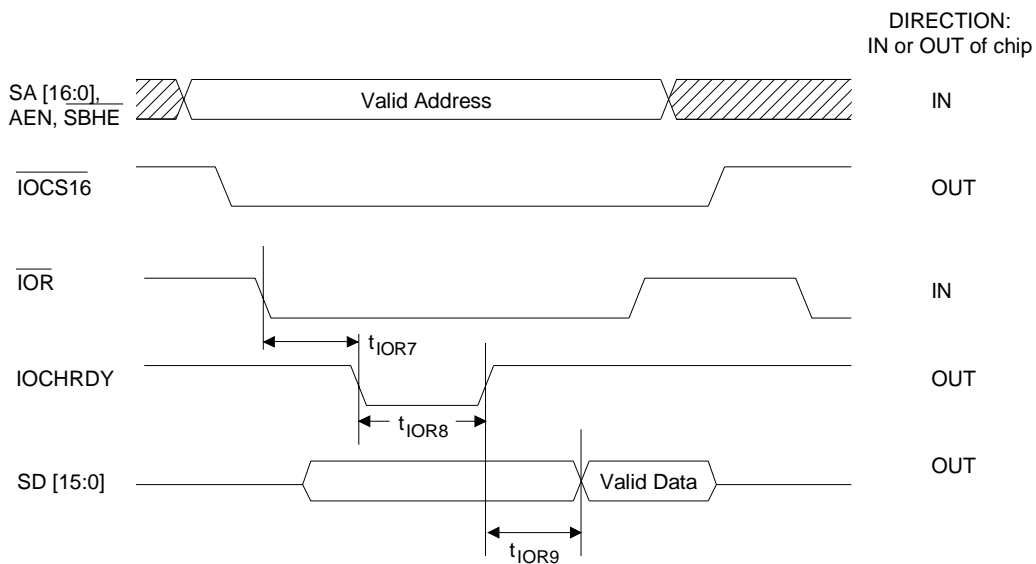 DIRECTION:
IN or OUT of chip
SA [16:0],
AEN, SBHE
Valid Address
IN
IOCS16
OUT
IOR
IN
tIOR7
IOCHRDY
OUT
tIOR8
SD [15:0]
Valid Data
OUT
tIOR9